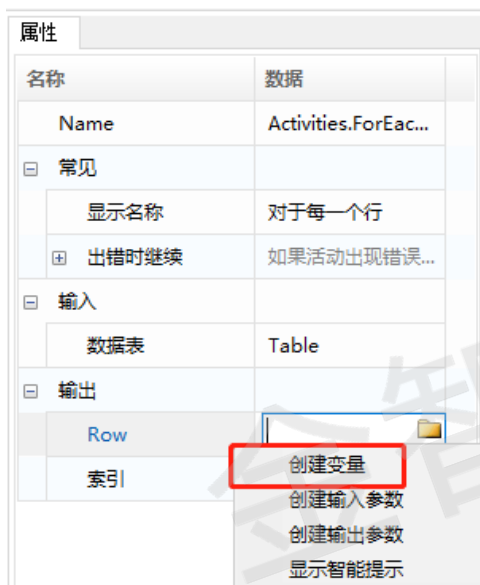 属性
名称 数据
Name Activities.ForEac...
常见
显示名称 对于每一个行
出错时继续 如果活动出现错误...
输入
数据表 Table
输出
Row
索引
创建变量
创建输入参数
创建输出参数
显示智能提示
金智